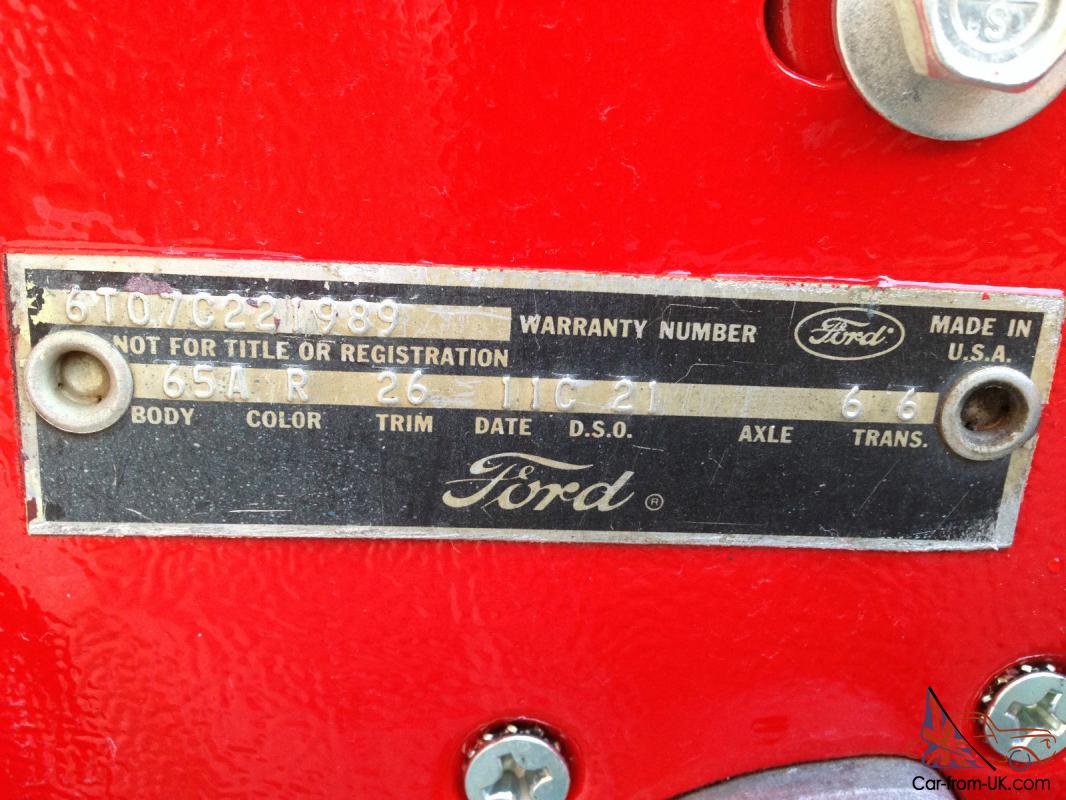 6T07C221989 WARRANTY NUMBER Ford MADE IN U.S.A.
NOT FOR TITLE OR REGISTRATION
65A R 26 11C 21 6 6
BODY COLOR TRIM DATE D.S.O. AXLE TRANS.
Ford ®
Car-from-UK.com